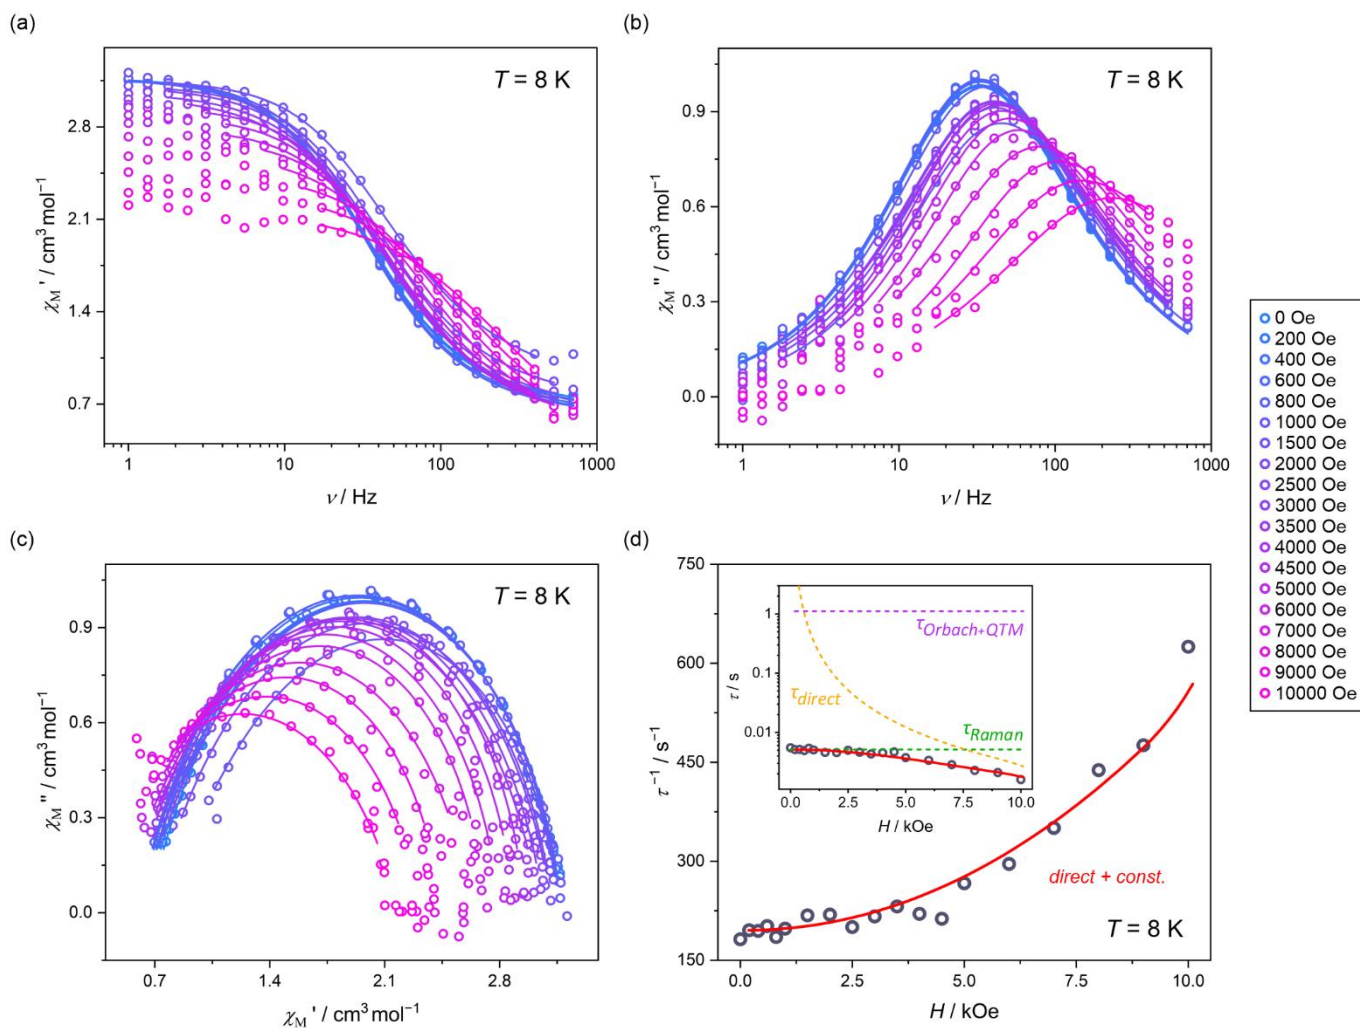 (a)
T = 8 K
2.8
2.1
1.4
0.7
χM' / cm³ mol⁻¹
1
10
100
1000
ν / Hz
(b)
T = 8 K
0.9
0.6
0.3
0.0
χM'' / cm³ mol⁻¹
1
10
100
1000
ν / Hz
(c)
T = 8 K
0.9
0.6
0.3
0.0
χM'' / cm³ mol⁻¹
0.7
1.4
2.1
2.8
χM' / cm³ mol⁻¹
(d)
750
600
450
300
150
τ⁻¹ / s⁻¹
0.0
2.5
5.0
7.5
10.0
H / kOe
1
0.1
0.01
τ / s
τOrbach+QTM
τdirect
τRaman
0.0
2.5
5.0
7.5
10.0
H / kOe
direct + const.
T = 8 K
0 Oe
200 Oe
400 Oe
600 Oe
800 Oe
1000 Oe
1500 Oe
2000 Oe
2500 Oe
3000 Oe
3500 Oe
4000 Oe
4500 Oe
5000 Oe
6000 Oe
7000 Oe
8000 Oe
9000 Oe
10000 Oe